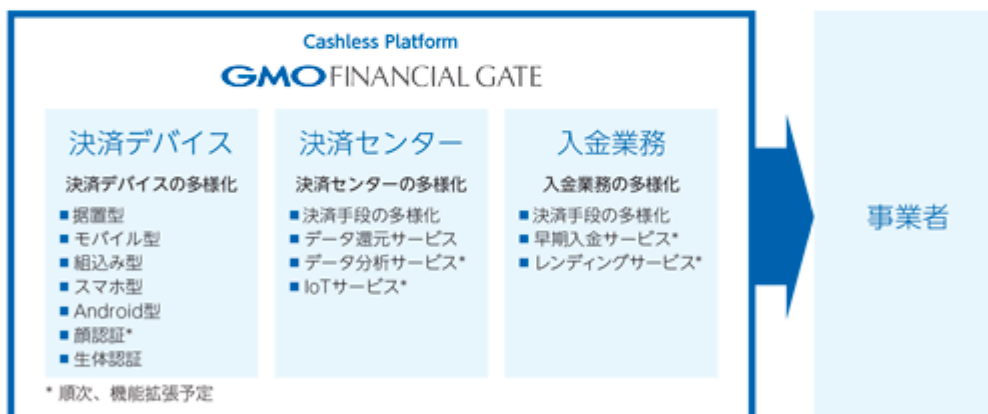 Cashless Platform
GMO FINANCIAL GATE
決済デバイス
決済デバイスの多様化
■据置型
■モバイル型
■組込み型
■スマホ型
■Android型
■顔認証*
■生体認証
決済センター
決済センターの多様化
■決済手段の多様化
■データ還元サービス
■データ分析サービス*
■IoTサービス*
入金業務
入金業務の多様化
■決済手段の多様化
■早期入金サービス*
■レンディングサービス*
* 順次、機能拡張予定
事業者